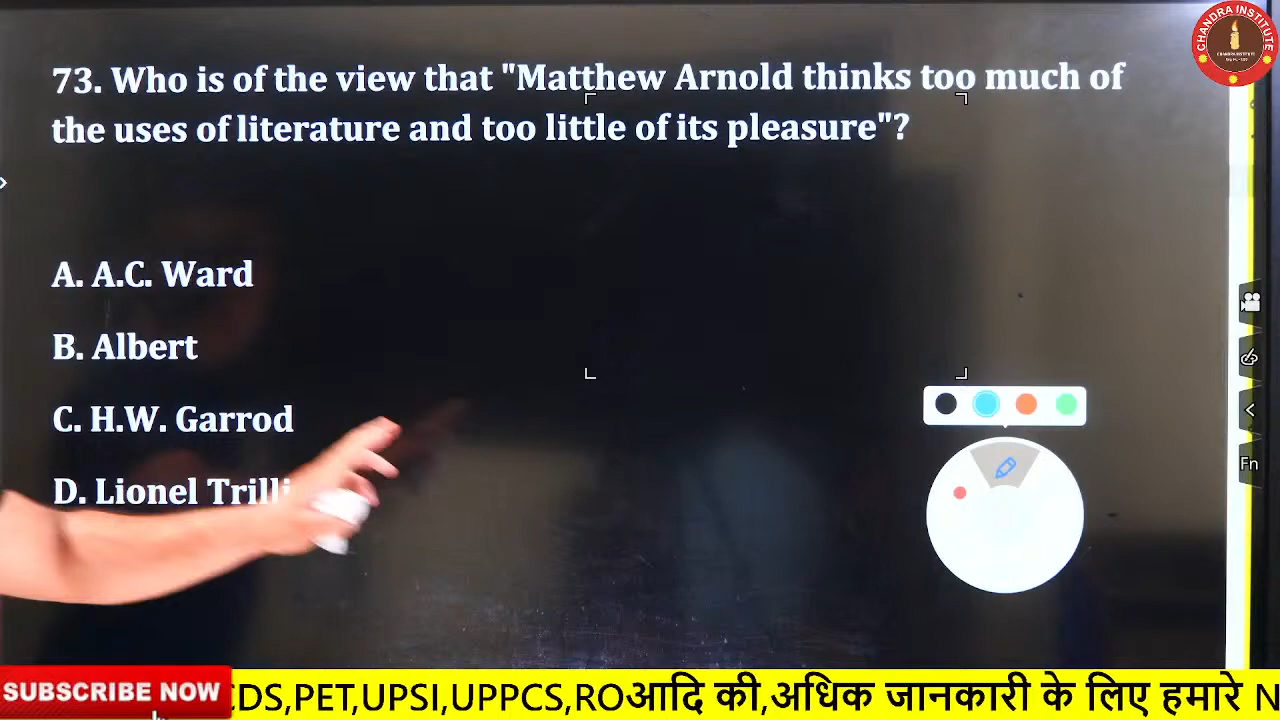 CHANDRA INSTITUTE
73. Who is of the view that "Matthew Arnold thinks too much of
the uses of literature and too little of its pleasure"?
A. A.C. Ward
B. Albert
C. H.W. Garrod
D. Lionel Trilli
Fn
SUBSCRIBE NOW
CDS,PET,UPSI,UPPCS,ROआदि की,अधिक जानकारी के लिए हमारे N